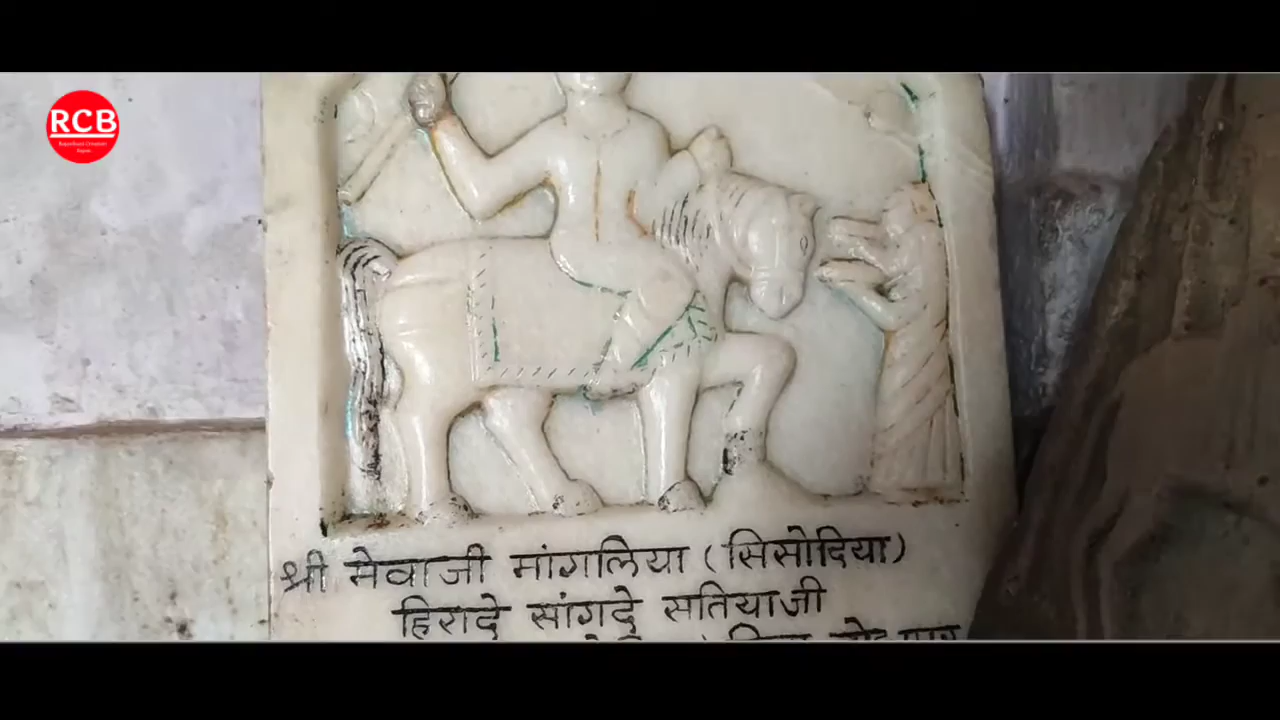 RCB
श्री मेवाजी मांगलिया (सिसोदिया)
हिरादे सांगदे सतियाजी